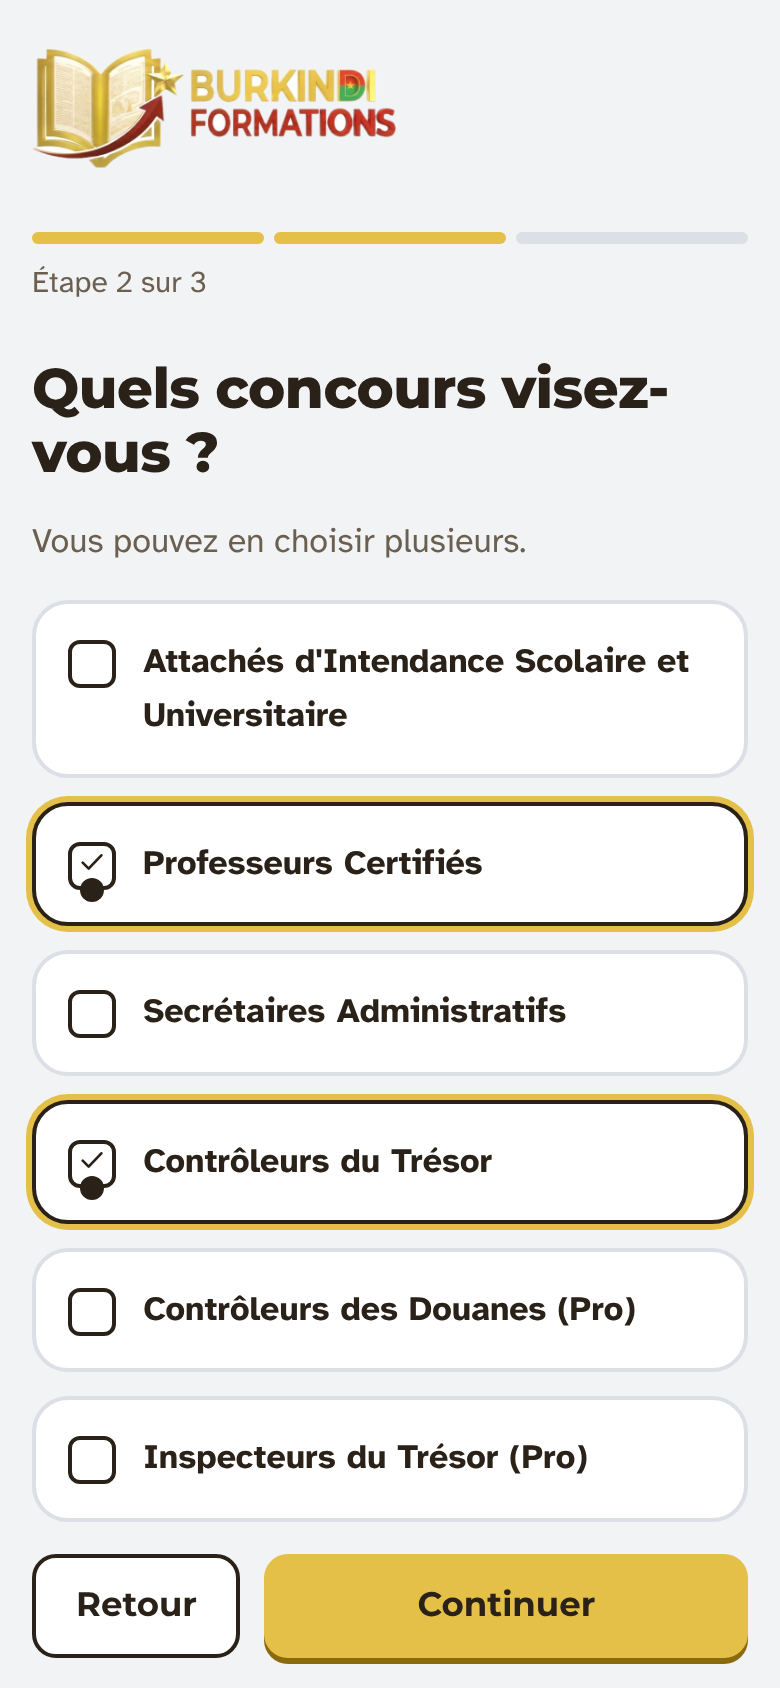 BURKINDI
FORMATIONS
Étape 2 sur 3
Quels concours visez-
vous ?
Vous pouvez en choisir plusieurs.
Attachés d'Intendance Scolaire et
Universitaire
Professeurs Certifiés
Secrétaires Administratifs
Contrôleurs du Trésor
Contrôleurs des Douanes (Pro)
Inspecteurs du Trésor (Pro)
Retour
Continuer